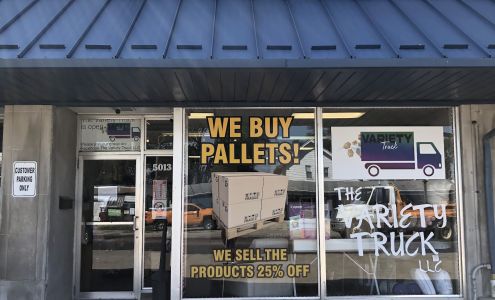 WE BUY
PALLETS!
VARIETY
Truck
5013
CUSTOMER
PARKING
ONLY
THE
VARIETY
TRUCK
LLC
WE SELL THE
PRODUCTS 25% OFF